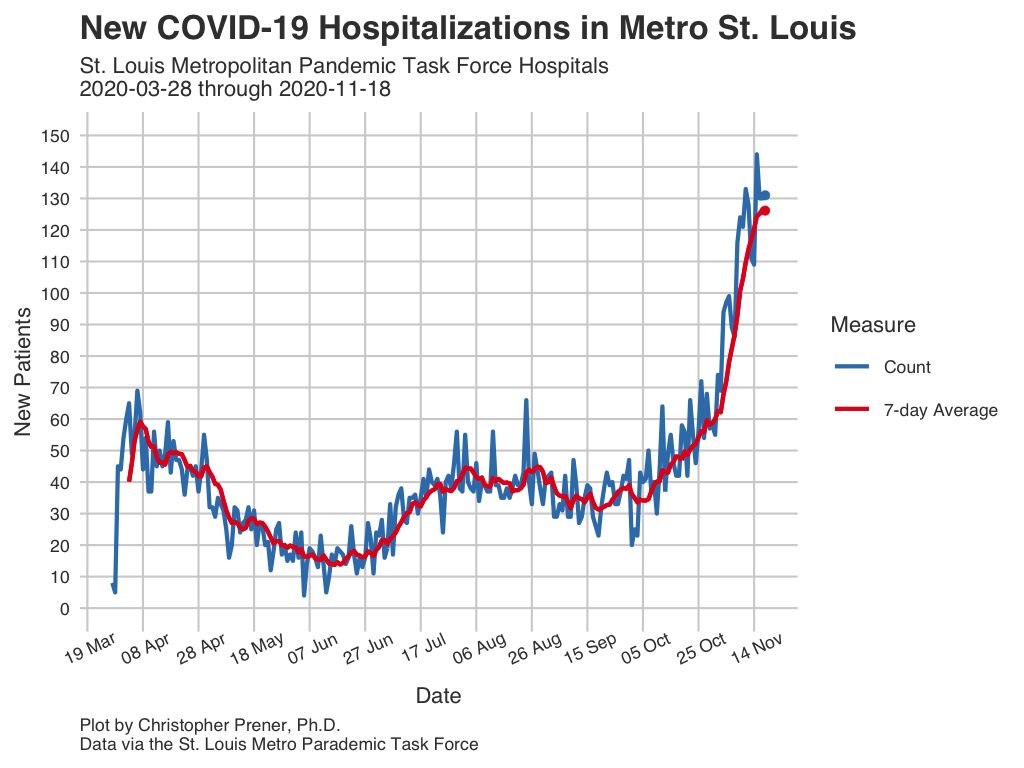 New COVID-19 Hospitalizations in Metro St. Louis
St. Louis Metropolitan Pandemic Task Force Hospitals
2020-03-28 through 2020-11-18
150
140
130
120
110
100
90
80
70
60
50
40
30
20
10
0
New Patients
19 Mar
08 Apr
28 Apr
18 May
07 Jun
27 Jun
17 Jul
06 Aug
26 Aug
15 Sep
05 Oct
25 Oct
14 Nov
Date
Measure
Count
7-day Average
Plot by Christopher Prener, Ph.D.
Data via the St. Louis Metro Parademic Task Force